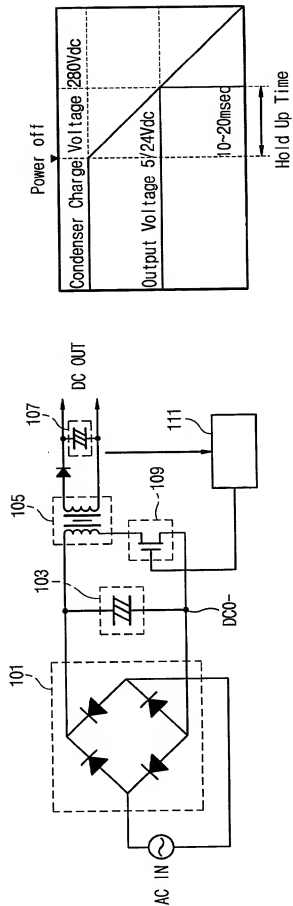 101
103
105
107
DC OUT
109
111
AC IN
DC0-
Power off
Condenser Charge Voltage 280Vdc
Output Voltage 5/24Vdc
10~20msec
Hold Up Time